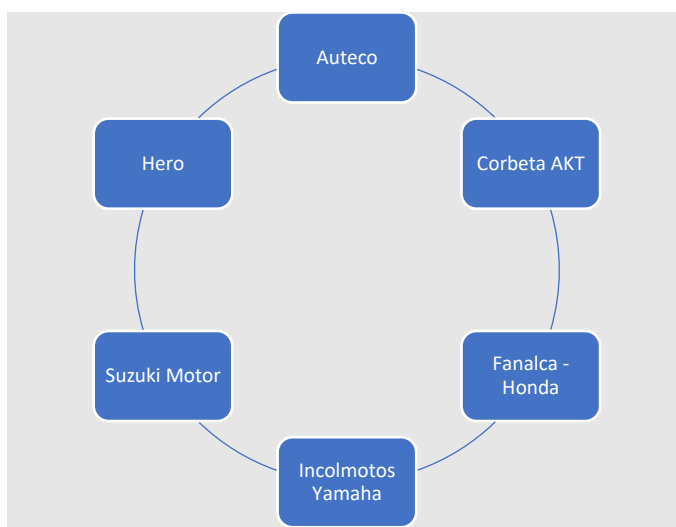 Auteco
Hero
Corbeta AKT
Suzuki Motor
Fanalca -
Honda
Incolmotos
Yamaha